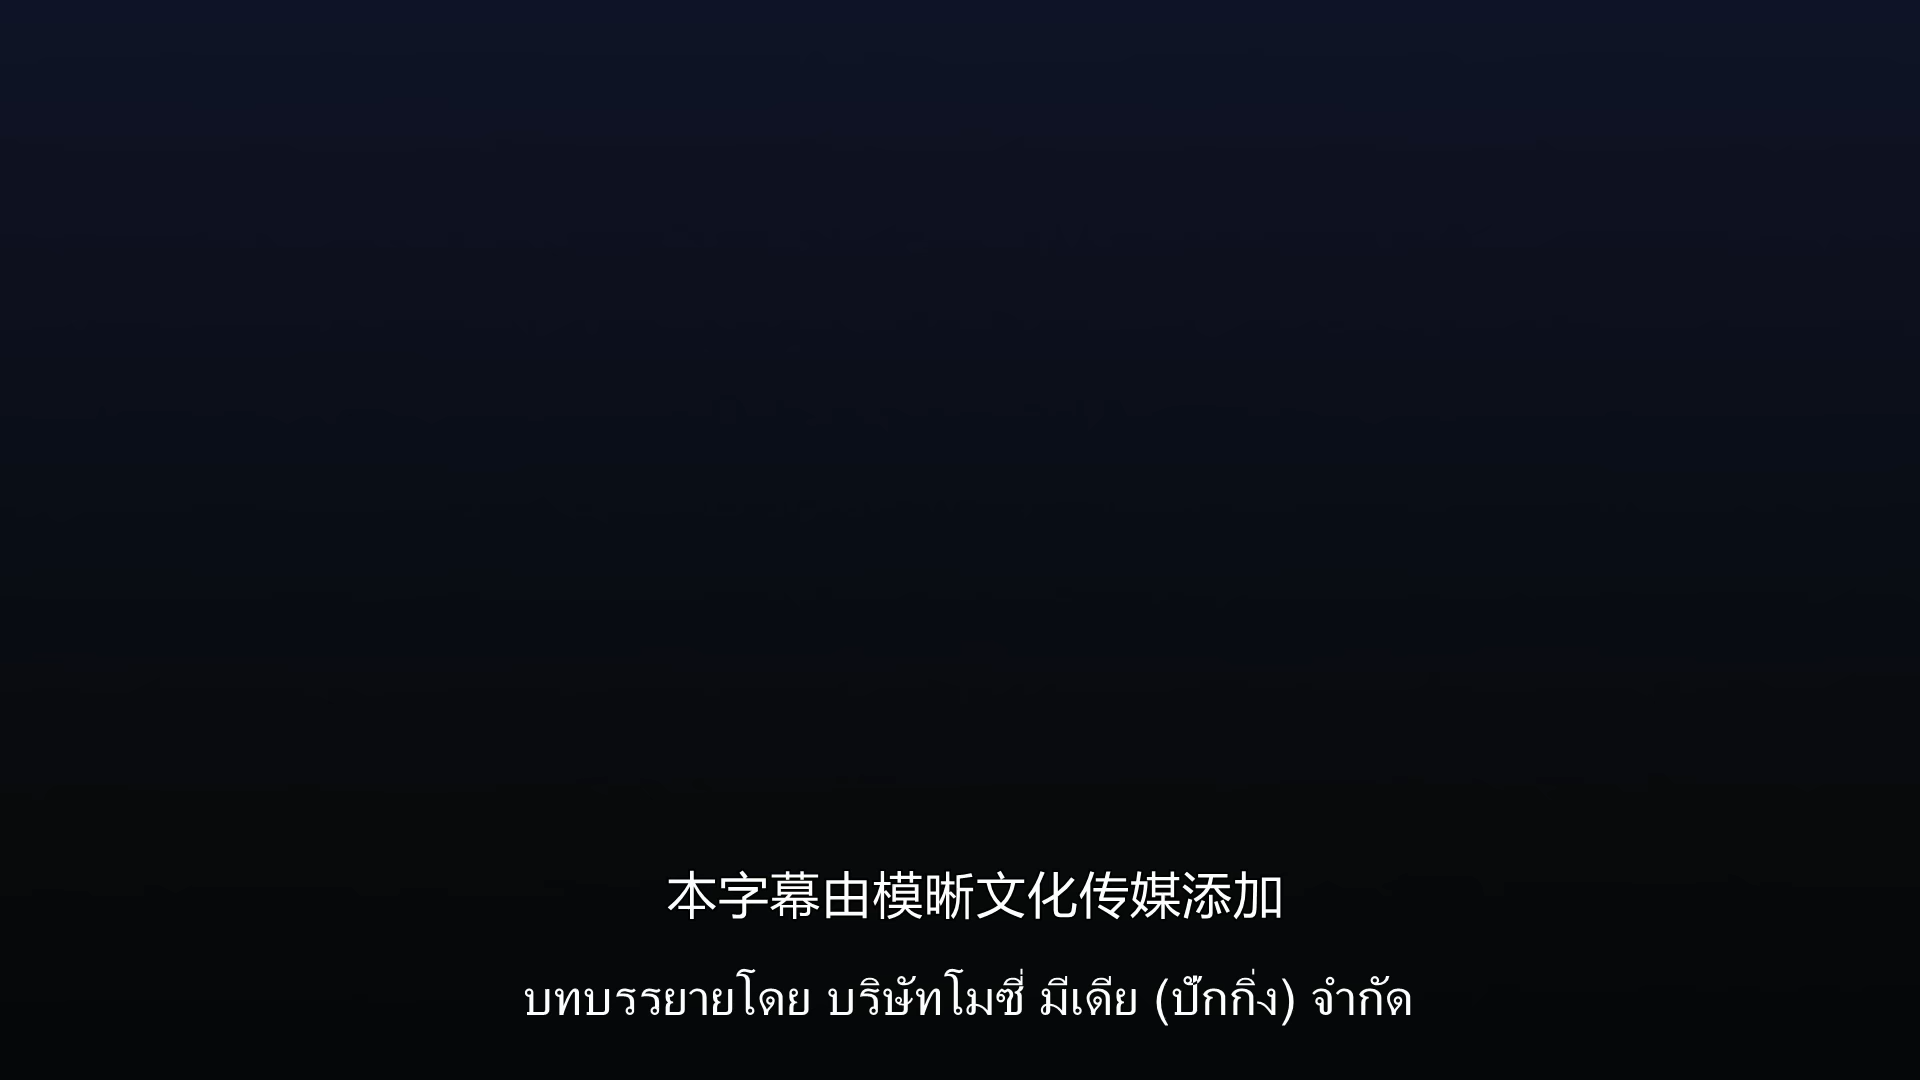 本字幕由模晰文化传媒添加
บทบรรยายโดย บริษัทโมซี่ มีเดีย (ปักกิ่ง) จำกัด